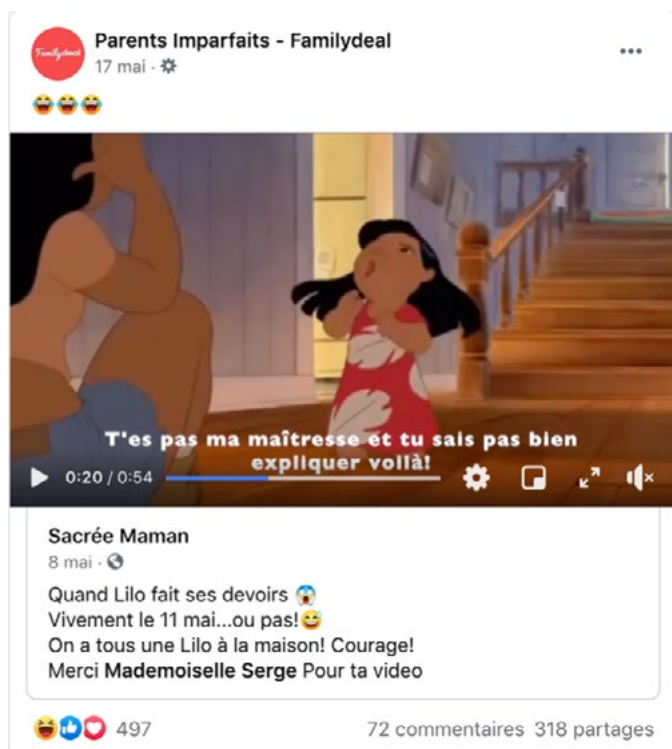 Familydeal
Parents Imparfaits - Familydeal
17 mai ·
😂😂😂
T'es pas ma maîtresse et tu sais pas bien
expliquer voilà!
0:20 / 0:54
Sacrée Maman
8 mai ·
Quand Lilo fait ses devoirs 😱
Vivement le 11 mai...ou pas!😅
On a tous une Lilo à la maison! Courage!
Merci Mademoiselle Serge Pour ta video
497
72 commentaires 318 partages